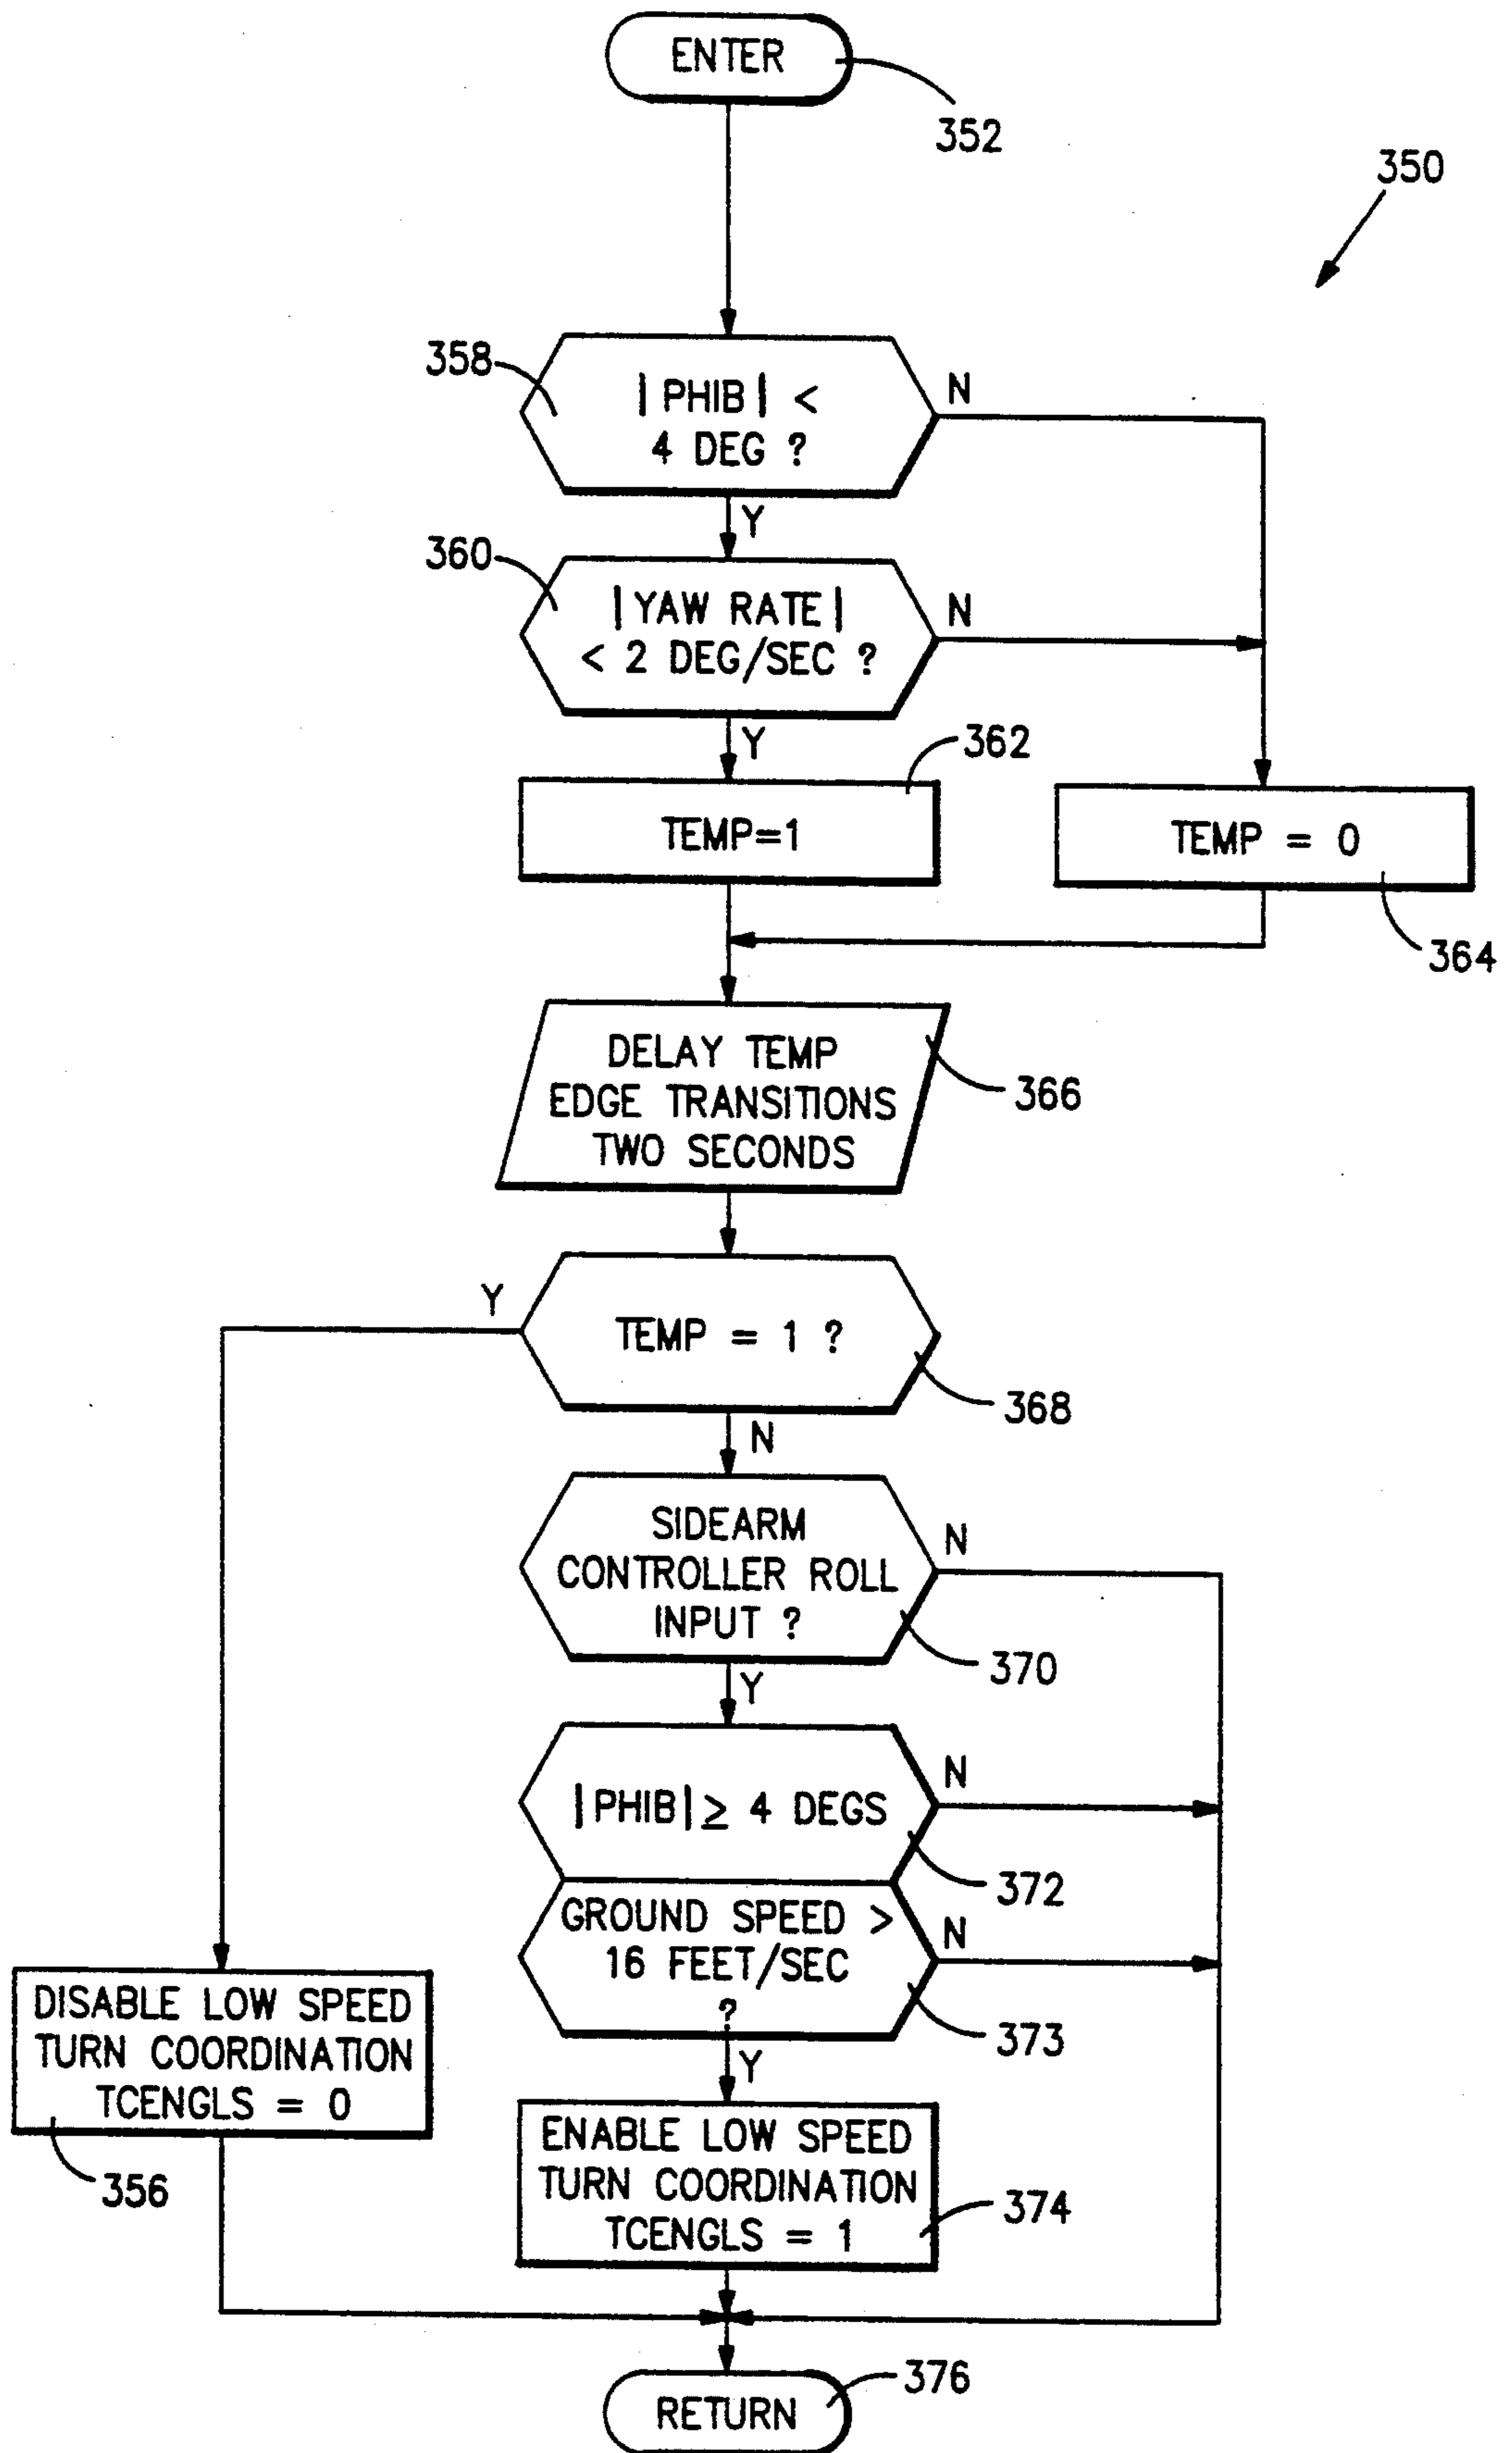 ENTER
352
350
358
| PHIB | <
4 DEG ?
N
Y
360
| YAW RATE |
< 2 DEG/SEC ?
N
Y
362
TEMP=1
TEMP = 0
364
DELAY TEMP
EDGE TRANSITIONS
TWO SECONDS
366
Y
TEMP = 1 ?
368
N
SIDEARM
CONTROLLER ROLL
INPUT ?
N
370
Y
|PHIB| ≥ 4 DEGS
N
372
GROUND SPEED >
16 FEET/SEC
?
N
373
Y
DISABLE LOW SPEED
TURN COORDINATION
TCENGLS = 0
356
ENABLE LOW SPEED
TURN COORDINATION
TCENGLS = 1
374
376
RETURN